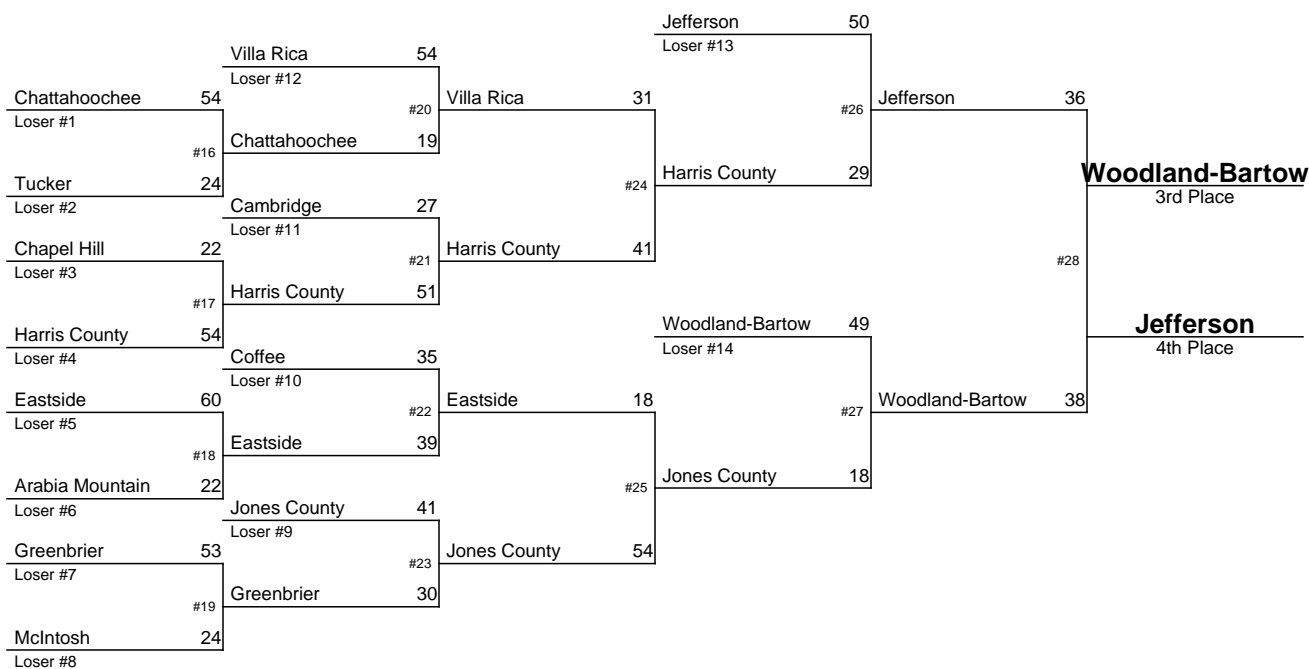 Jefferson 50
Loser #13
Villa Rica 54
Loser #12
Chattahoochee 54
Loser #1
#20
Villa Rica 31
#26
Jefferson 36
#16
Chattahoochee 19
Tucker 24
Loser #2
#24
Harris County 29
Woodland-Bartow
3rd Place
Cambridge 27
Loser #11
Chapel Hill 22
Loser #3
#21
Harris County 41
#28
#17
Harris County 51
Harris County 54
Loser #4
Woodland-Bartow 49
Loser #14
Jefferson
4th Place
Coffee 35
Loser #10
Eastside 60
Loser #5
#22
Eastside 18
#27
Woodland-Bartow 38
#18
Eastside 39
Arabia Mountain 22
Loser #6
#25
Jones County 18
Jones County 41
Loser #9
Greenbrier 53
Loser #7
#23
Jones County 54
#19
Greenbrier 30
McIntosh 24
Loser #8